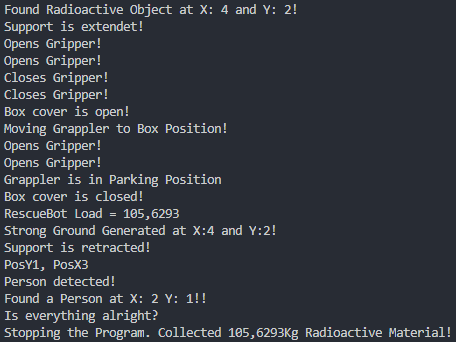 Found Radioactive Object at X: 4 and Y: 2!
Support is extendet!
Opens Gripper!
Opens Gripper!
Closes Gripper!
Closes Gripper!
Box cover is open!
Moving Grappler to Box Position!
Opens Gripper!
Opens Gripper!
Grappler is in Parking Position
Box cover is closed!
RescueBot Load = 105,6293
Strong Ground Generated at X:4 and Y:2!
Support is retracted!
PosY1, PosX3
Person detected!
Found a Person at X: 2 Y: 1!!
Is everything alright?
Stopping the Program. Collected 105,6293Kg Radioactive Material!